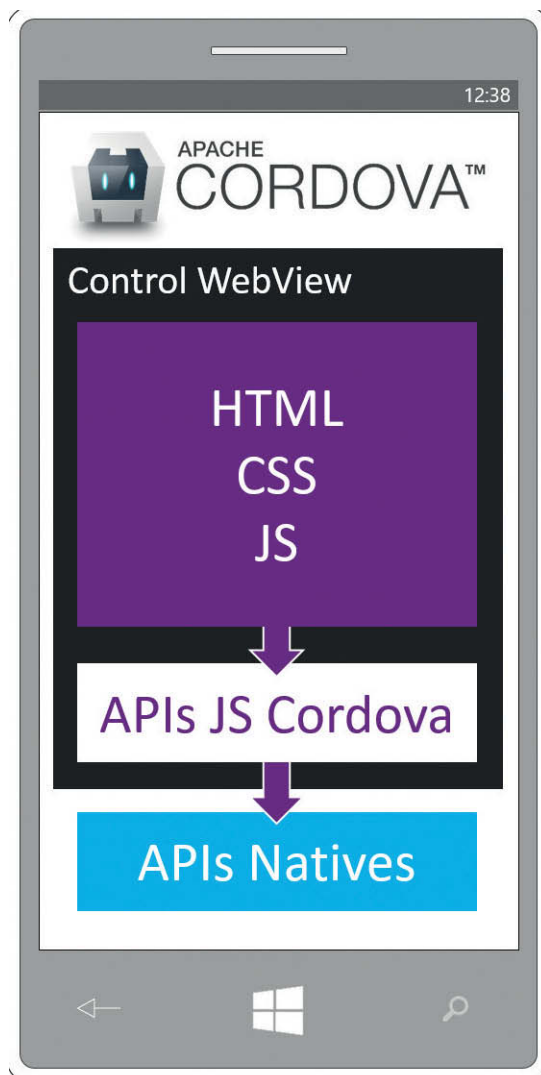 12:38
APACHE
CORDOVA™
Control WebView
HTML
CSS
JS
APIs JS Cordova
APIs Natives